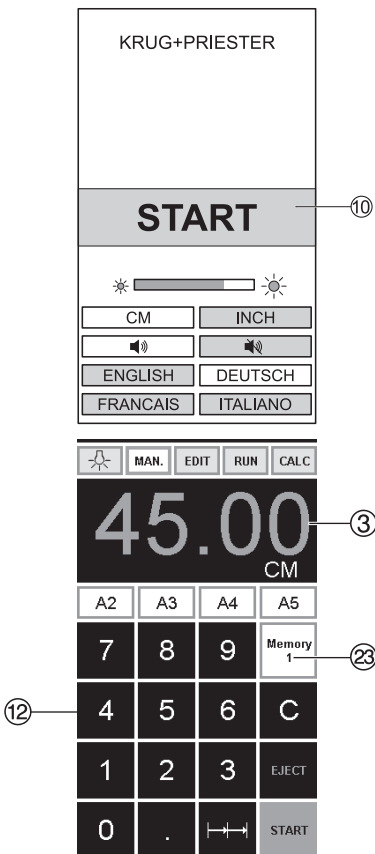 KRUG+PRIESTER
START
10
CM INCH
ENGLISH DEUTSCH
FRANCAIS ITALIANO
MAN. EDIT RUN CALC
45.00
3
CM
A2 A3 A4 A5
7 8 9 Memory 1
23
12
4 5 6 C
1 2 3 EJECT
0 . START